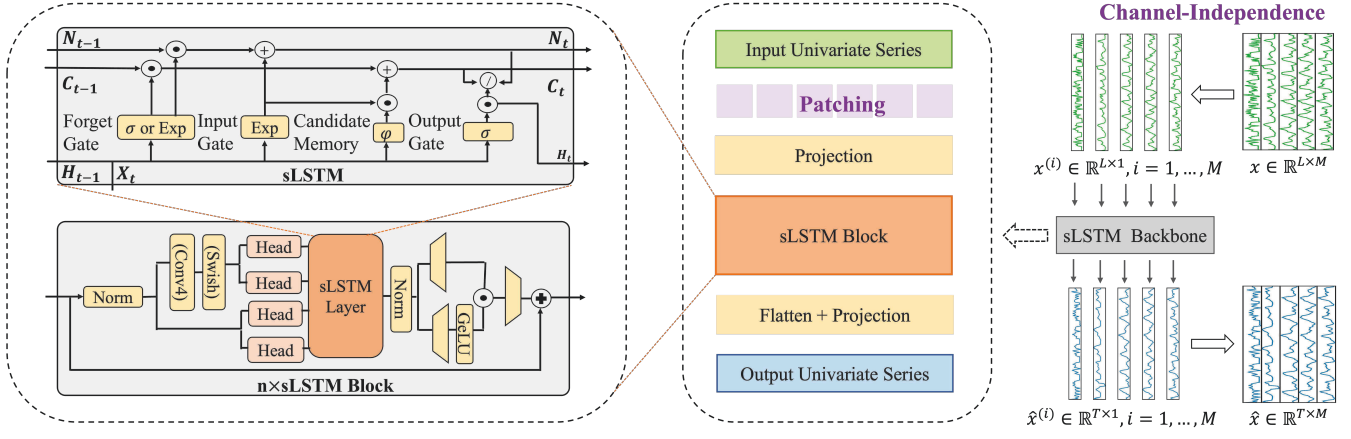 N_{t-1}
N_t
C_{t-1}
C_t
Forget Gate
σ or Exp
Input Gate
Exp
Candidate Memory
φ
Output Gate
σ
H_t
H_{t-1}
X_t
sLSTM
Norm
(Conv4)
(Swish)
Head
Head
Head
Head
sLSTM Layer
Norm
GeLU
n×sLSTM Block
Input Univariate Series
Patching
Projection
sLSTM Block
Flatten + Projection
Output Univariate Series
Channel-Independence
x^{(i)} ∈ ℝ^{L×1}, i = 1, …, M
x ∈ ℝ^{L×M}
sLSTM Backbone
x̂^{(i)} ∈ ℝ^{T×1}, i = 1, …, M
x̂ ∈ ℝ^{T×M}